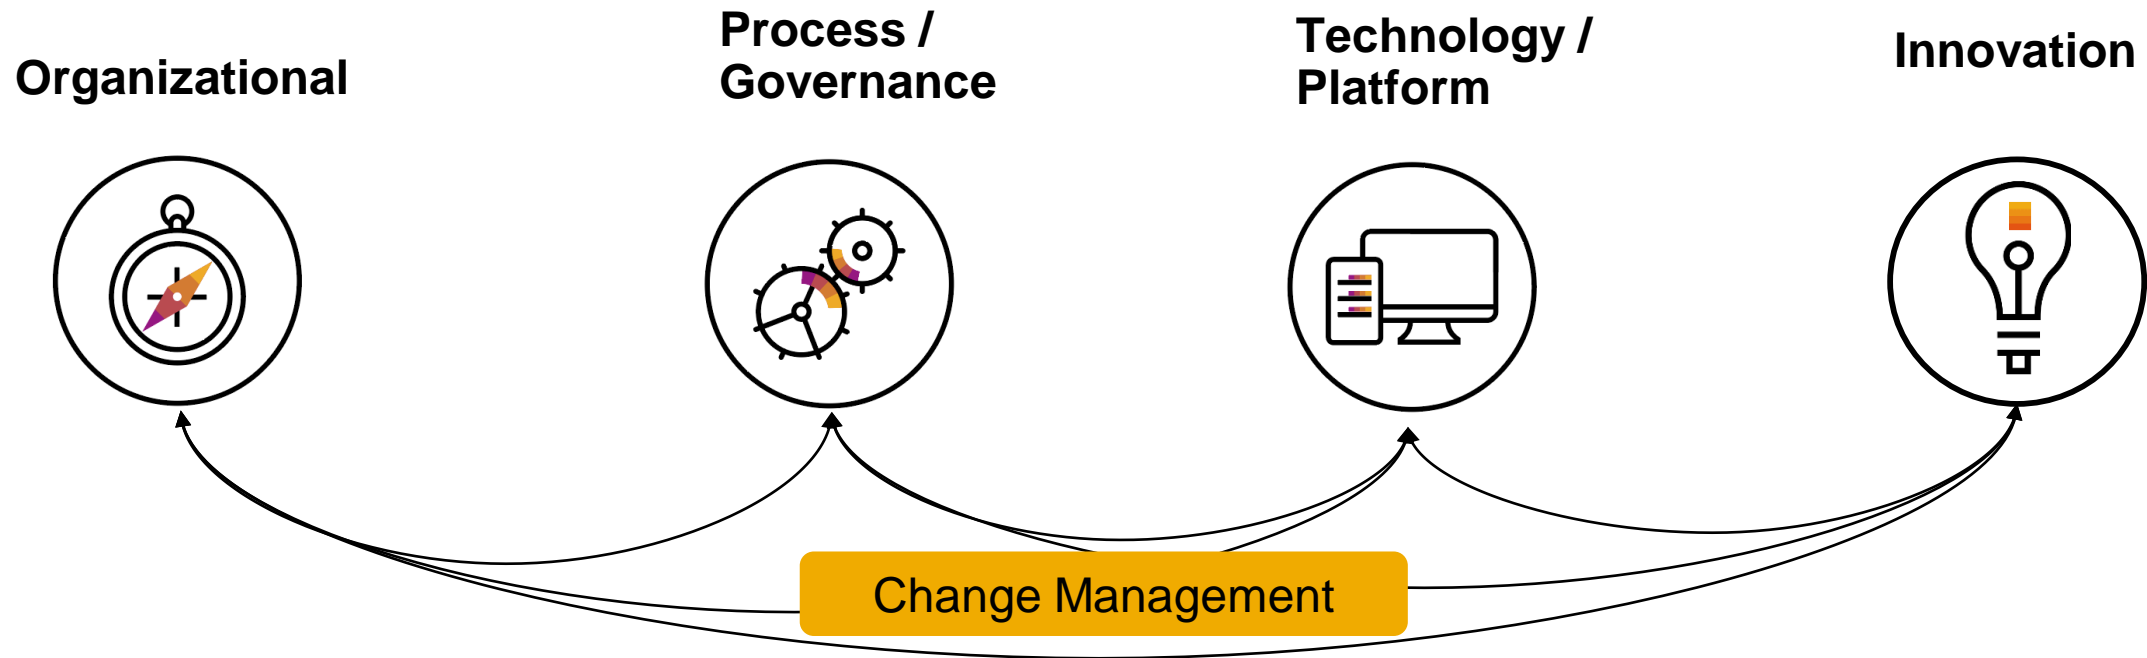 Organizational
Process /
Governance
Technology /
Platform
Innovation
Change Management